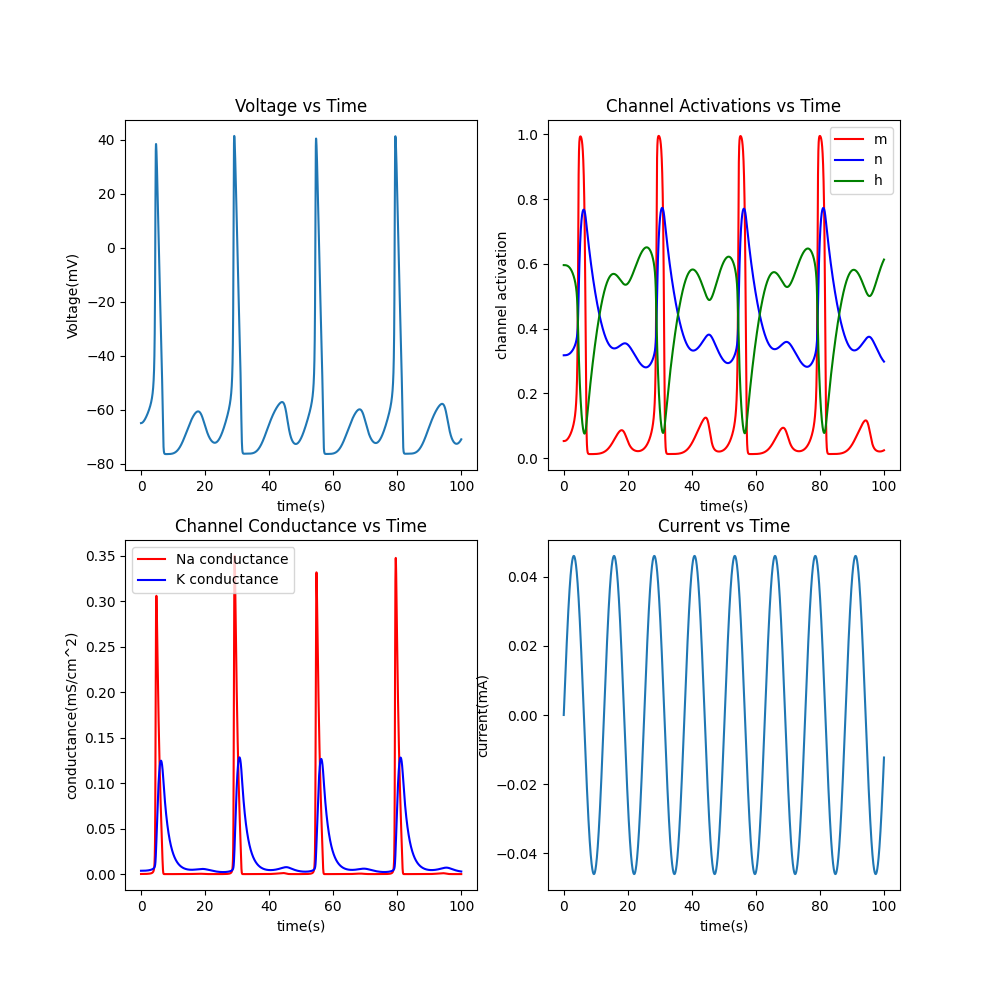 Voltage vs Time
Voltage(mV)
40
20
0
−20
−40
−60
−80
0 20 40 60 80 100
time(s)
Channel Activations vs Time
channel activation
1.0
0.8
0.6
0.4
0.2
0.0
m
n
h
0 20 40 60 80 100
time(s)
Channel Conductance vs Time
conductance(mS/cm^2)
0.35
0.30
0.25
0.20
0.15
0.10
0.05
0.00
Na conductance
K conductance
0 20 40 60 80 100
time(s)
Current vs Time
current(mA)
0.04
0.02
0.00
−0.02
−0.04
0 20 40 60 80 100
time(s)